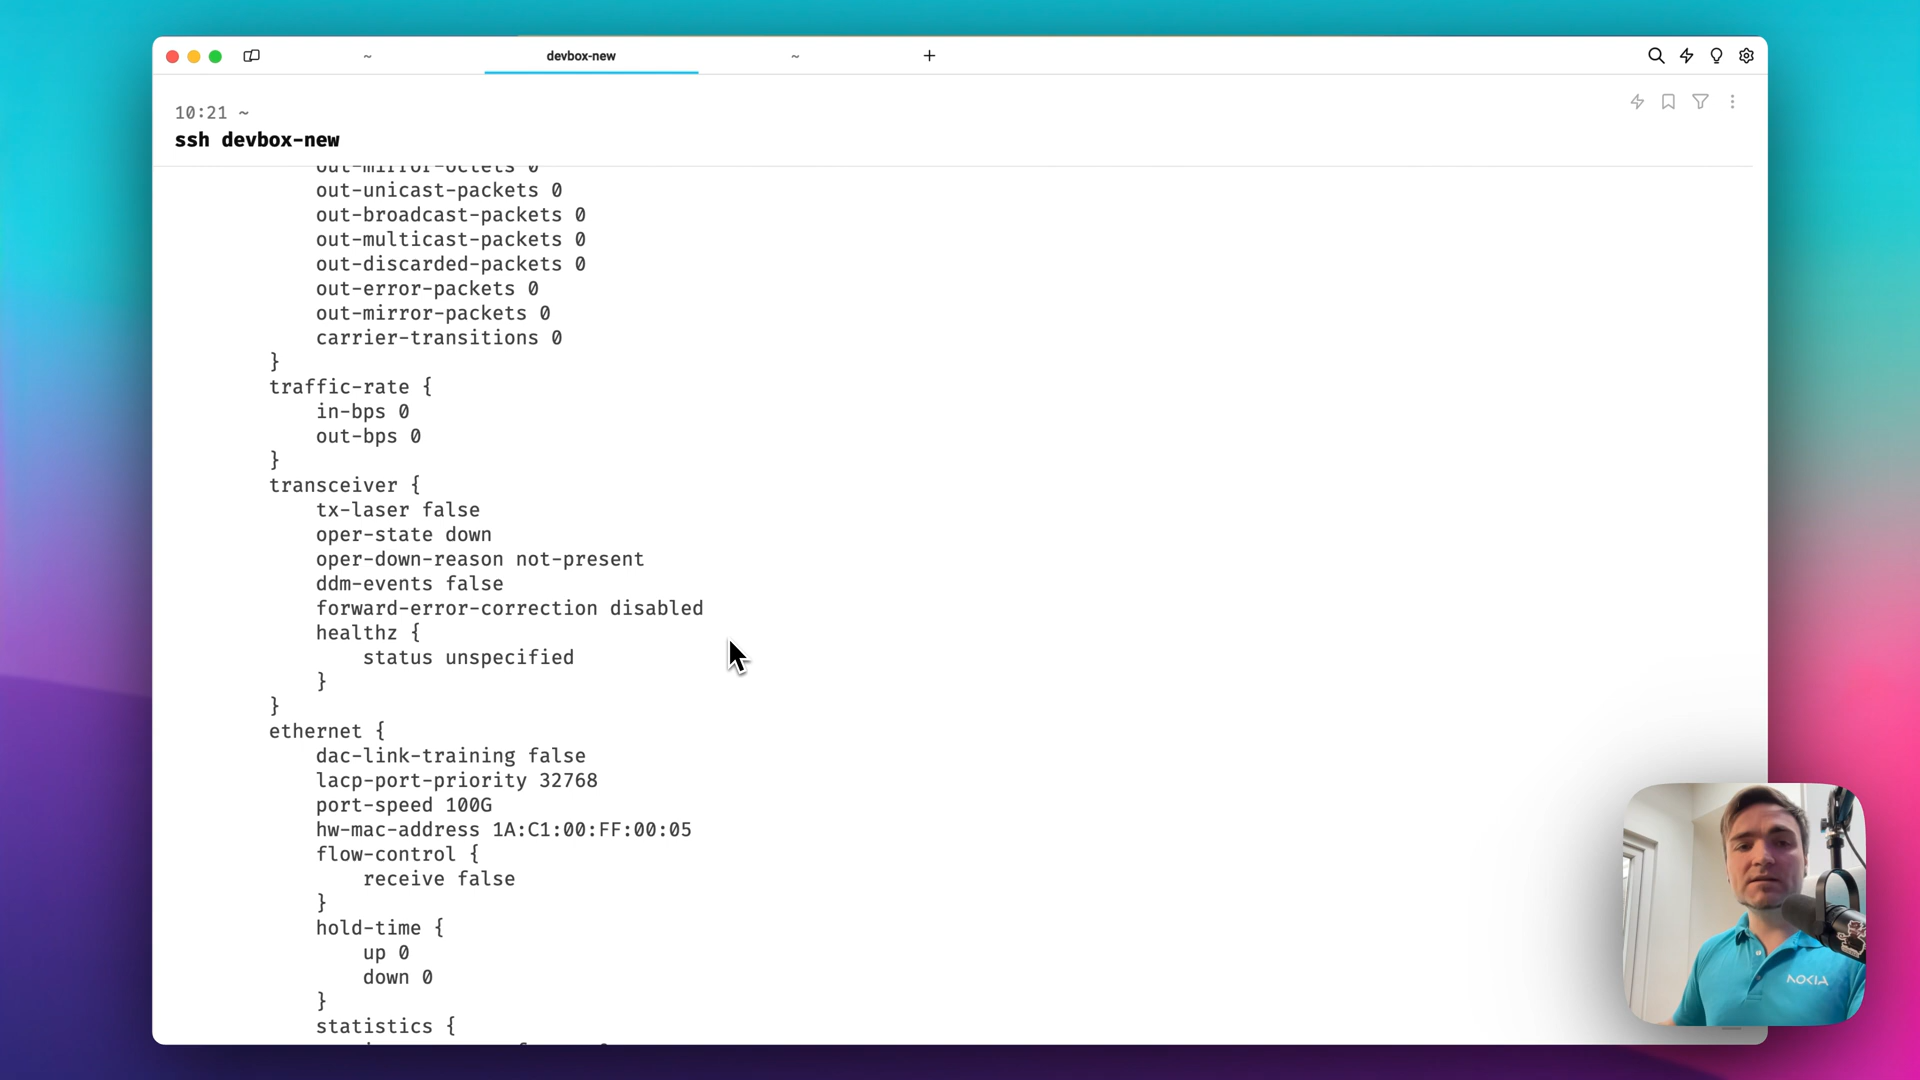 ~
devbox-new
~
10:21 ~
ssh devbox-new
out-mirror-octets 0
out-unicast-packets 0
out-broadcast-packets 0
out-multicast-packets 0
out-discarded-packets 0
out-error-packets 0
out-mirror-packets 0
carrier-transitions 0
}
traffic-rate {
in-bps 0
out-bps 0
}
transceiver {
tx-laser false
oper-state down
oper-down-reason not-present
ddm-events false
forward-error-correction disabled
healthz {
status unspecified
}
}
ethernet {
dac-link-training false
lacp-port-priority 32768
port-speed 100G
hw-mac-address 1A:C1:00:FF:00:05
flow-control {
receive false
}
hold-time {
up 0
down 0
}
statistics {
NOKIA